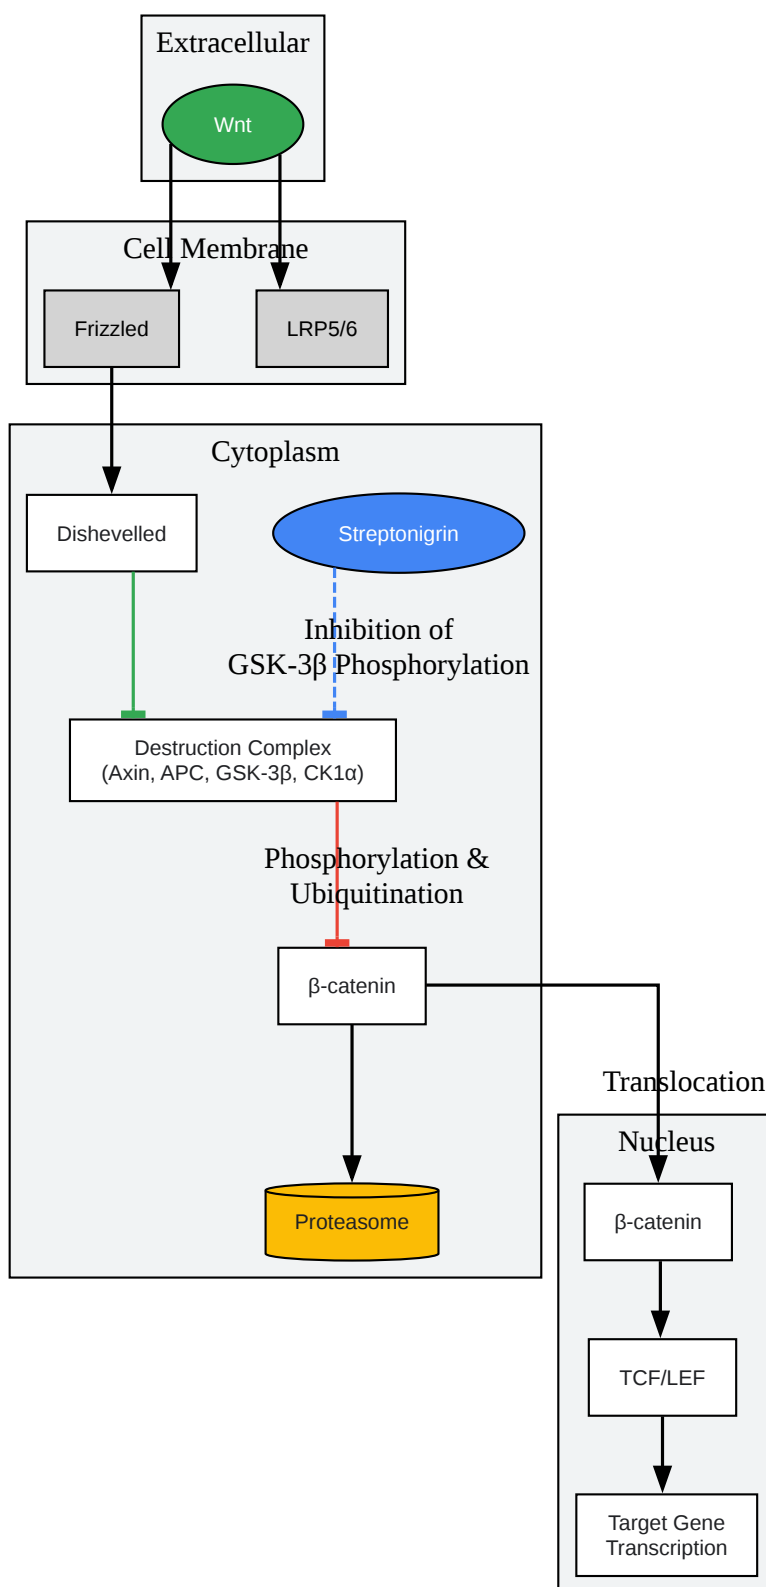 Extracellular
Wnt
Cell Membrane
Frizzled
LRP5/6
Cytoplasm
Dishevelled
Streptonigrin
Inhibition of
GSK-3β Phosphorylation
Destruction Complex
(Axin, APC, GSK-3β, CK1α)
Phosphorylation &
Ubiquitination
β-catenin
Translocation
Nucleus
Proteasome
β-catenin
TCF/LEF
Target Gene
Transcription